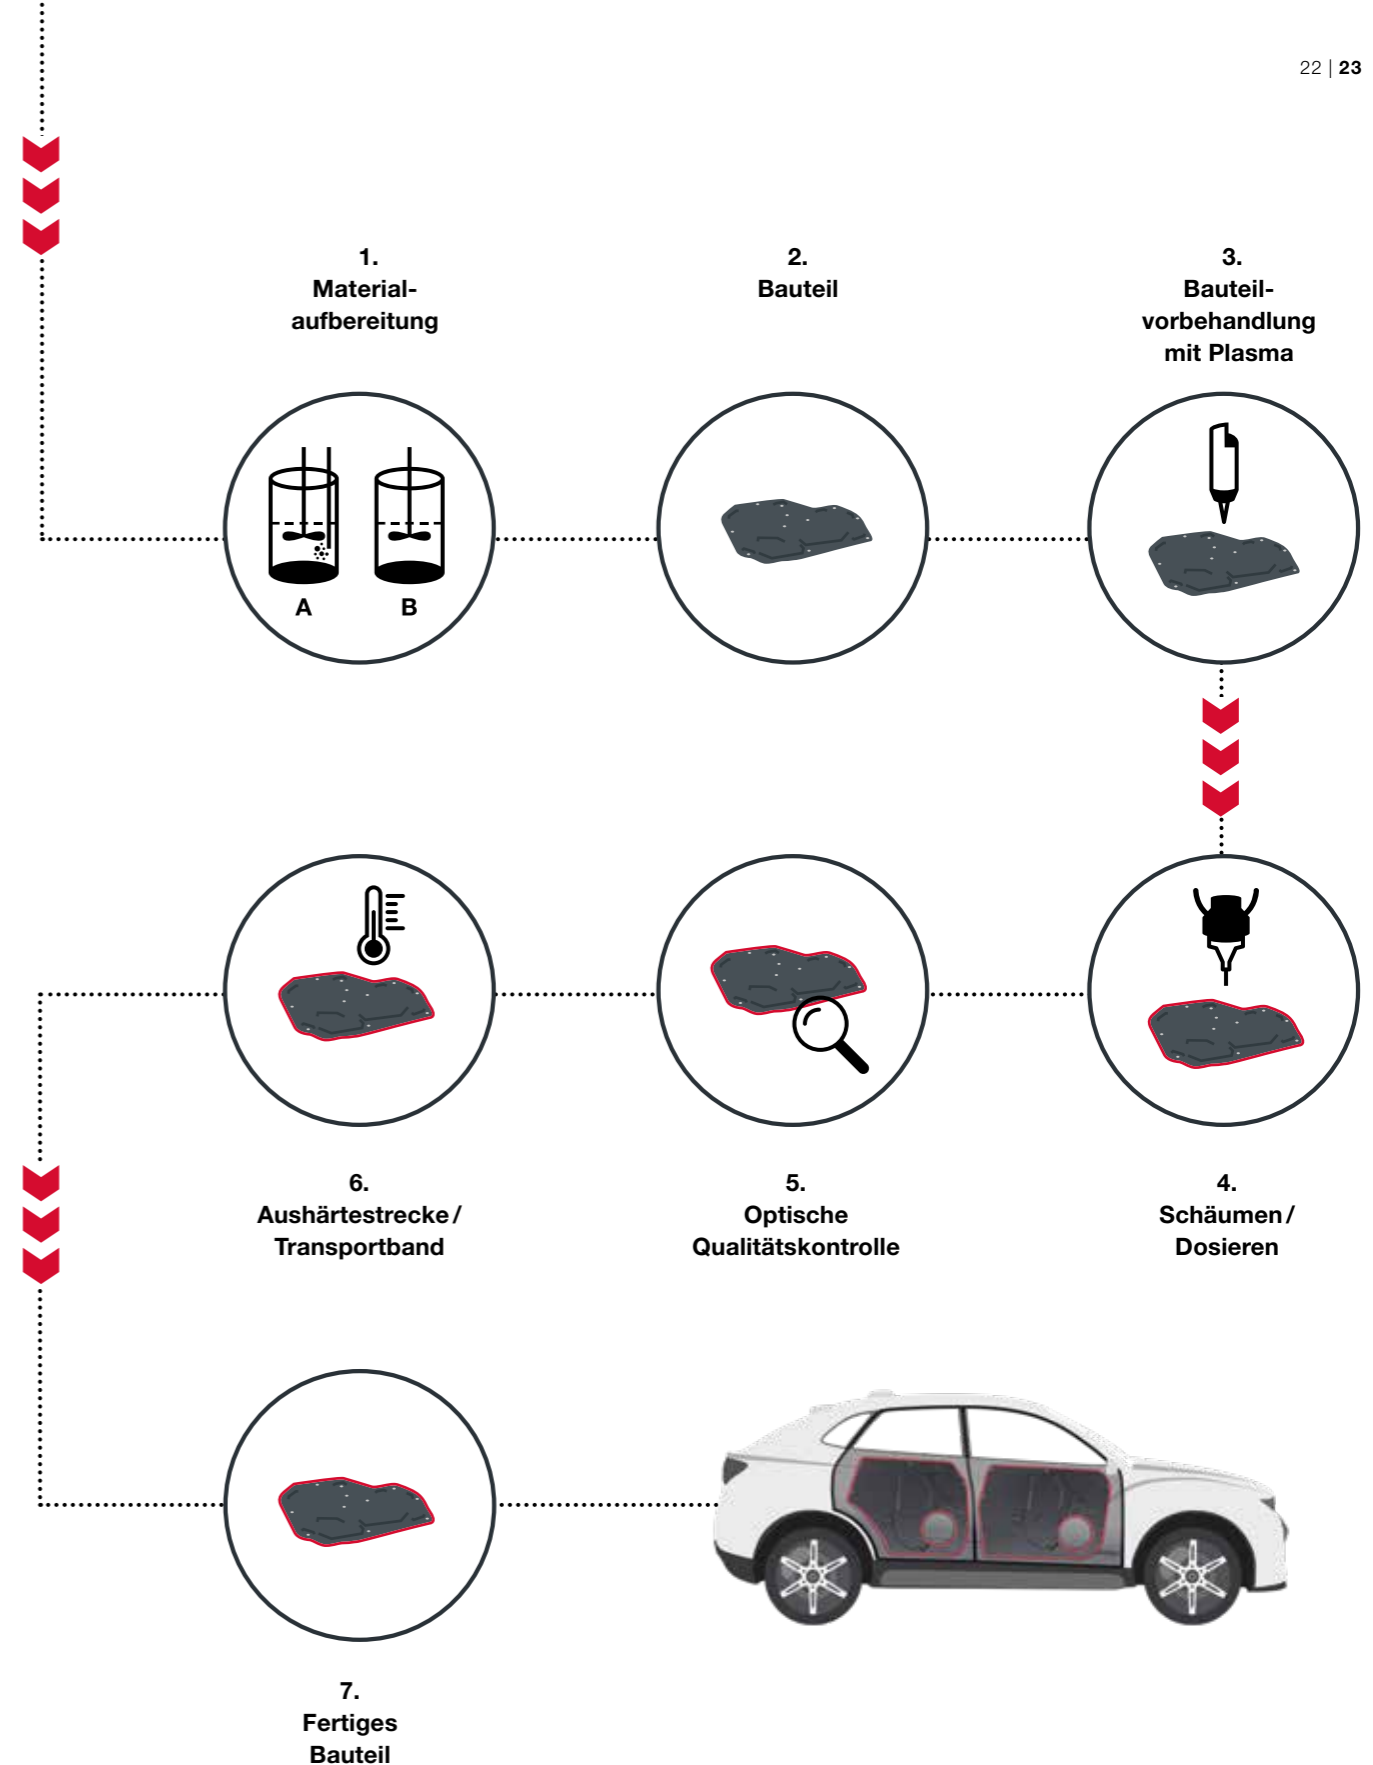 22 | 23
1.
Material-
aufbereitung
2.
Bauteil
3.
Bauteil-
vorbehandlung
mit Plasma
A
B
6.
Aushärtestrecke/
Transportband
5.
Optische
Qualitätskontrolle
4.
Schäumen/
Dosieren
7.
Fertiges
Bauteil